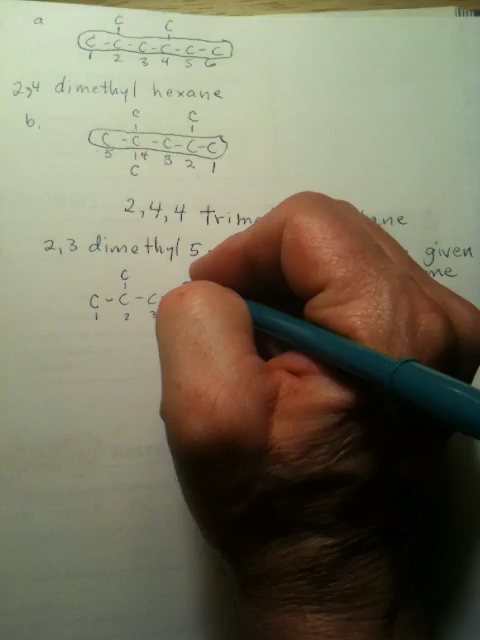 a
C C
C - C - C - C - C - C
1 2 3 4 5 6
2,4 dimethyl hexane
b.
C C
C - C - C - C - C
5 4 3 2 1
C
2,4,4
2,3 dimethyl 5 given
C
C - C - C
1 2 3